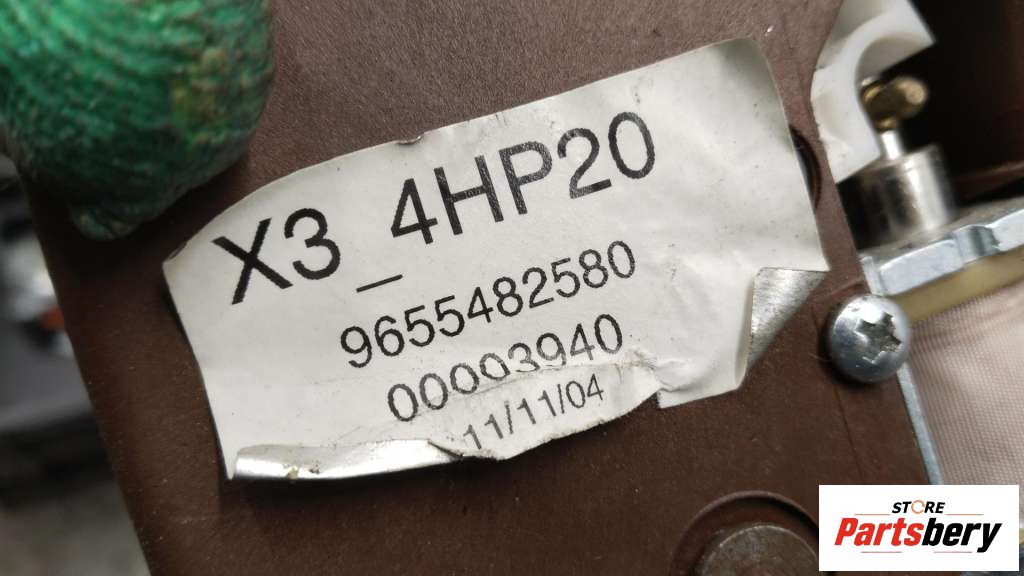 X3_4HP20
9655482580
00003940
11/11/04
STORE
Partsbery